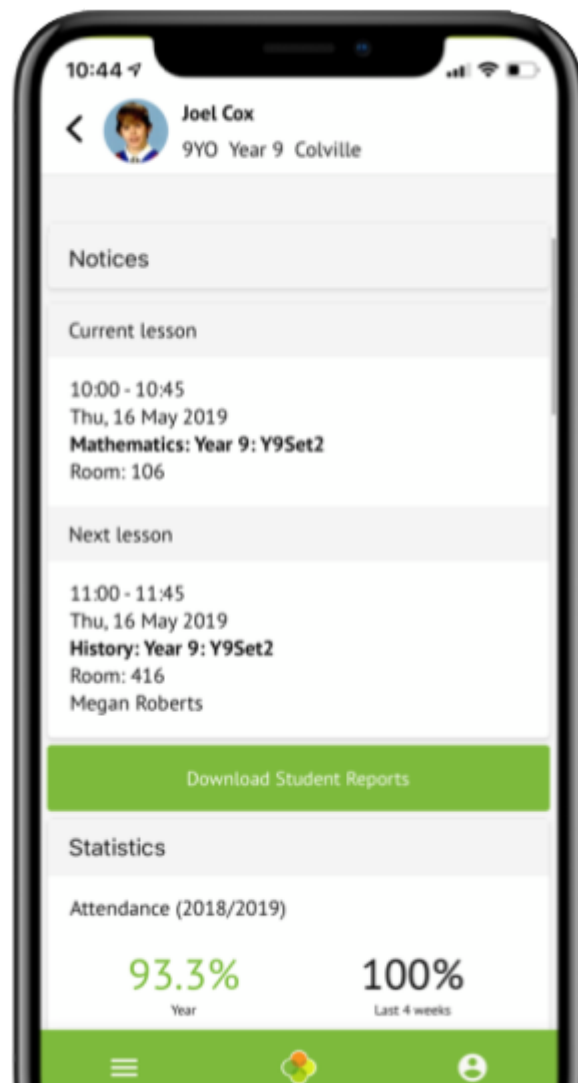 10:44
Joel Cox
9YO Year 9 Colville
Notices
Current lesson
10:00 - 10:45
Thu, 16 May 2019
Mathematics: Year 9: Y9Set2
Room: 106
Next lesson
11:00 - 11:45
Thu, 16 May 2019
History: Year 9: Y9Set2
Room: 416
Megan Roberts
Download Student Reports
Statistics
Attendance (2018/2019)
93.3% 100%
Year Last 4 weeks